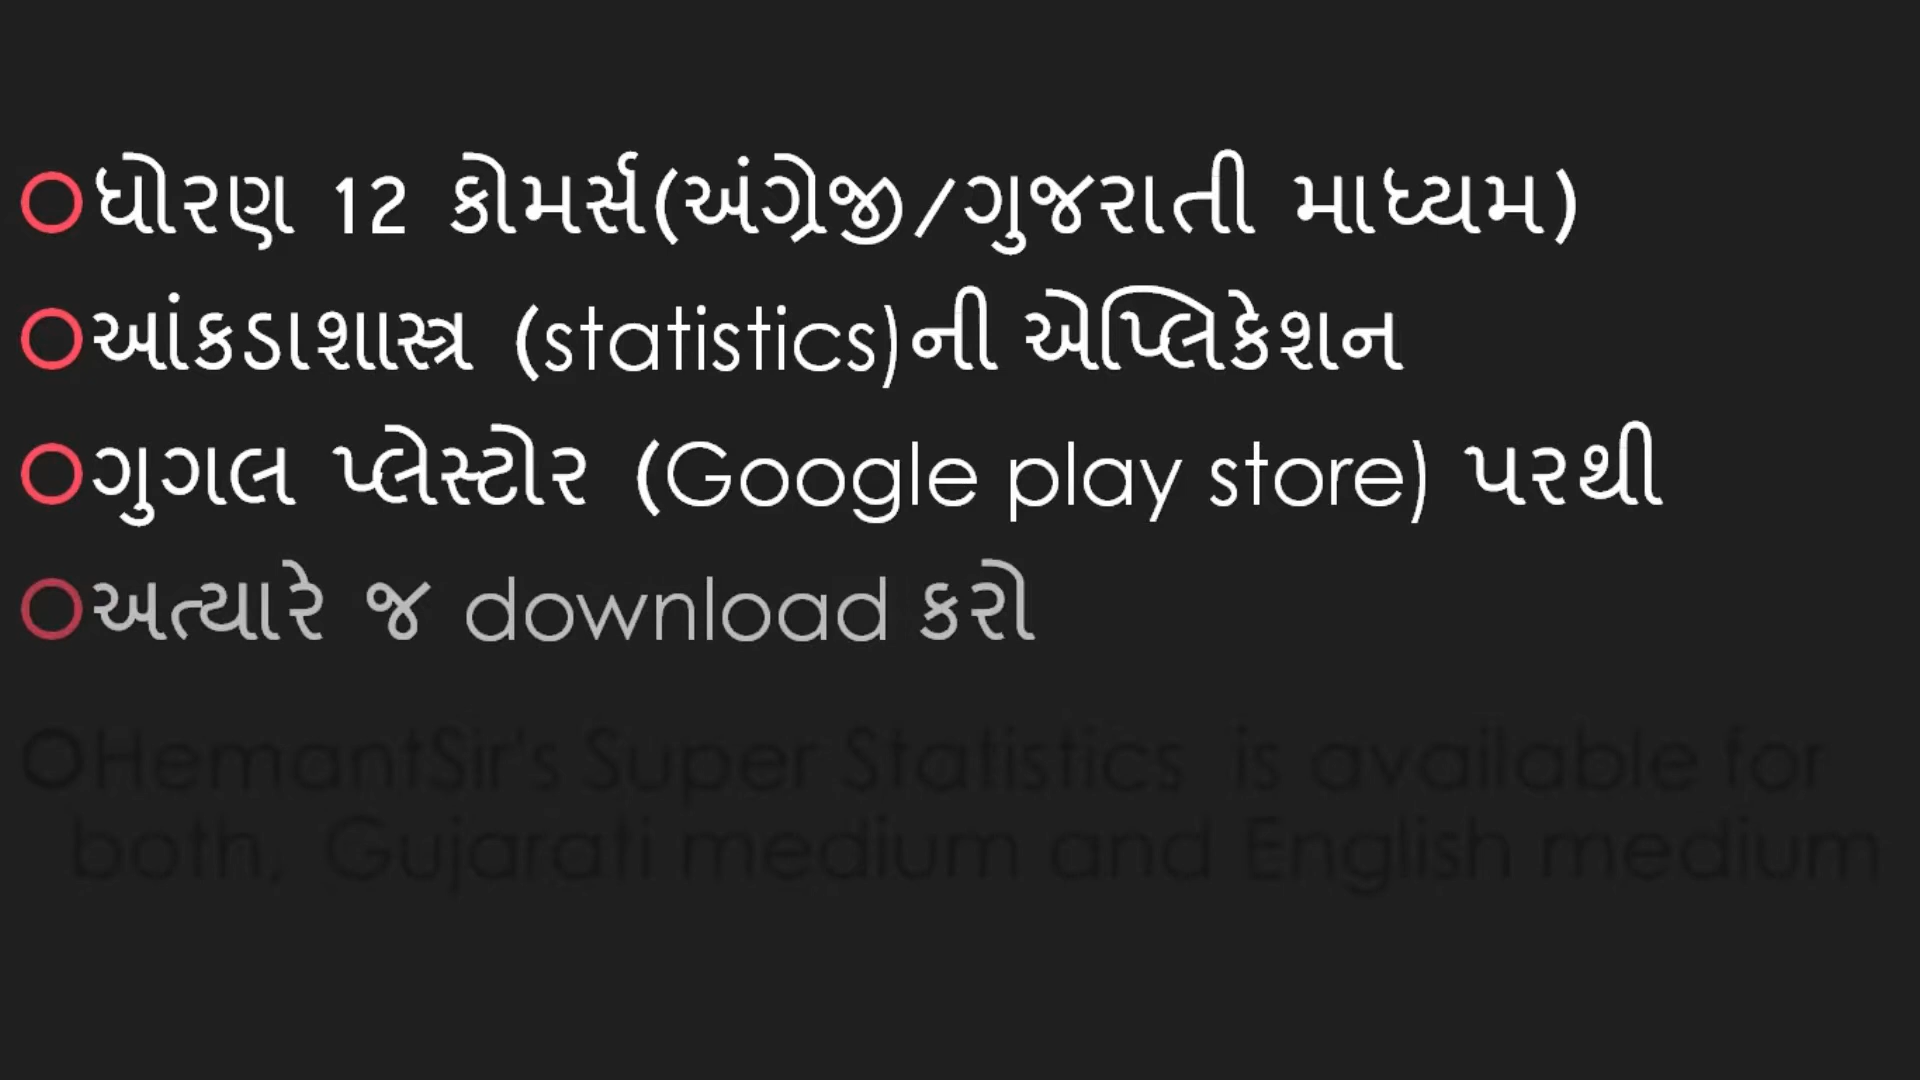 ધોરણ 12 કોમર્સ(અંગ્રેજી/ગુજરાતી માધ્યમ)
આંકડાશાસ્ત્ર (statistics)ની એપ્લિકેશન
ગુગલ પ્લેસ્ટોર (Google play store) પરથી
અત્યારે જ download કરો
HemantSir's Super Statistics is available for
both, Gujarati medium and English medium